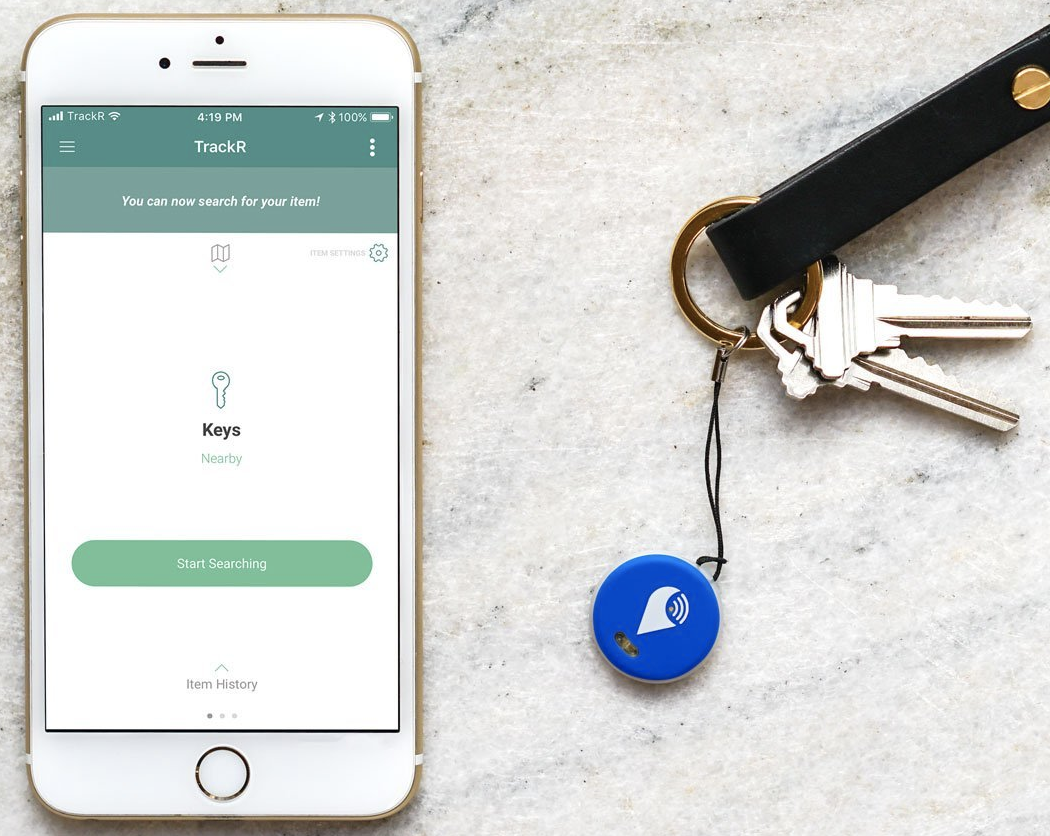 TrackR
4:19 PM
100%
TrackR
You can now search for your item!
ITEM SETTINGS
Keys
Nearby
Start Searching
Item History